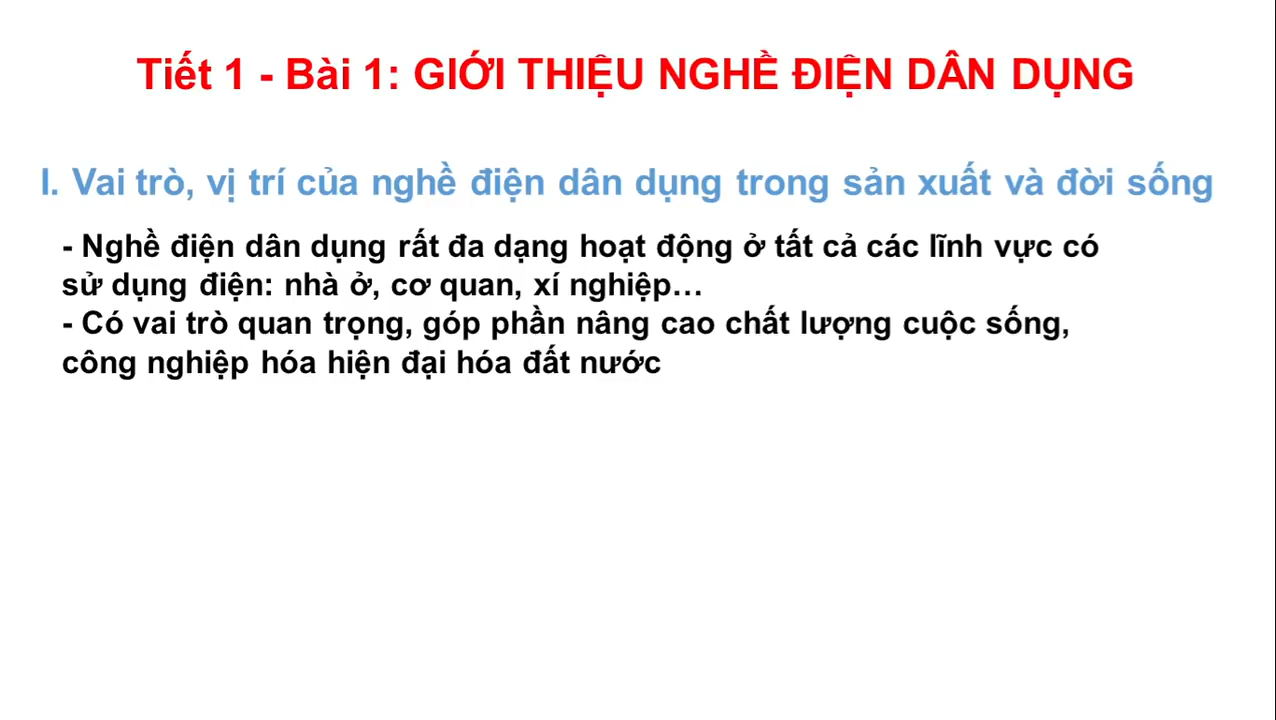 Tiết 1 - Bài 1: GIỚI THIỆU NGHỀ ĐIỆN DÂN DỤNG
I. Vai trò, vị trí của nghề điện dân dụng trong sản xuất và đời sống
- Nghề điện dân dụng rất đa dạng hoạt động ở tất cả các lĩnh vực có
sử dụng điện: nhà ở, cơ quan, xí nghiệp…
- Có vai trò quan trọng, góp phần nâng cao chất lượng cuộc sống,
công nghiệp hóa hiện đại hóa đất nước